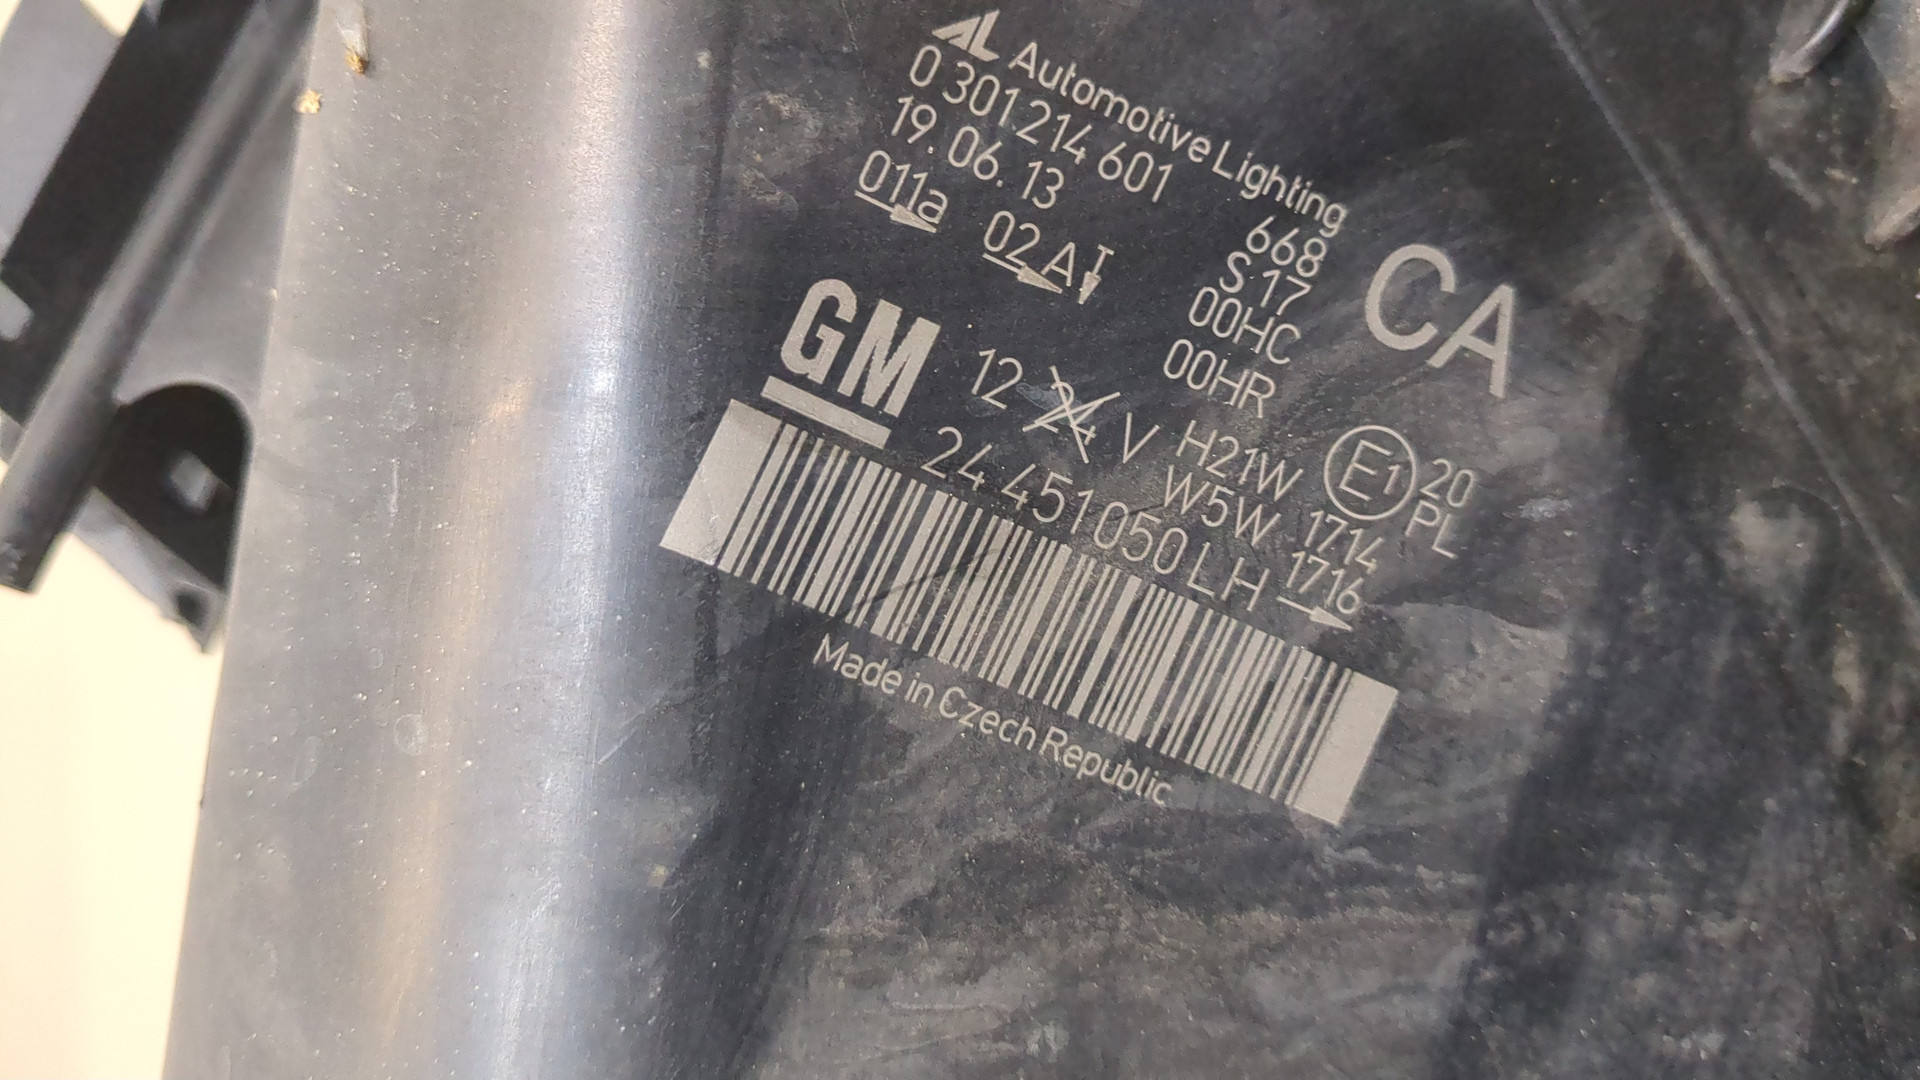 AL Automotive Lighting
0 301 214 601
19.06.13
668
S.17
011a 02 A
00HC
00HR
CA
GM
12 24 V H21W
W5W
E1
20
PL
1714
1716
24 451 050 LH
Made in Czech Republic